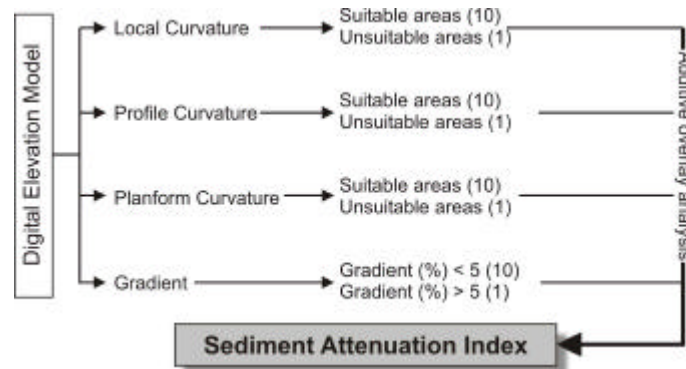 Digital Elevation Model
Local Curvature
Suitable areas (10)
Unsuitable areas (1)
Profile Curvature
Suitable areas (10)
Unsuitable areas (1)
Planform Curvature
Suitable areas (10)
Unsuitable areas (1)
Gradient
Gradient (%) < 5 (10)
Gradient (%) > 5 (1)
Additive overlay analysis
Sediment Attenuation Index